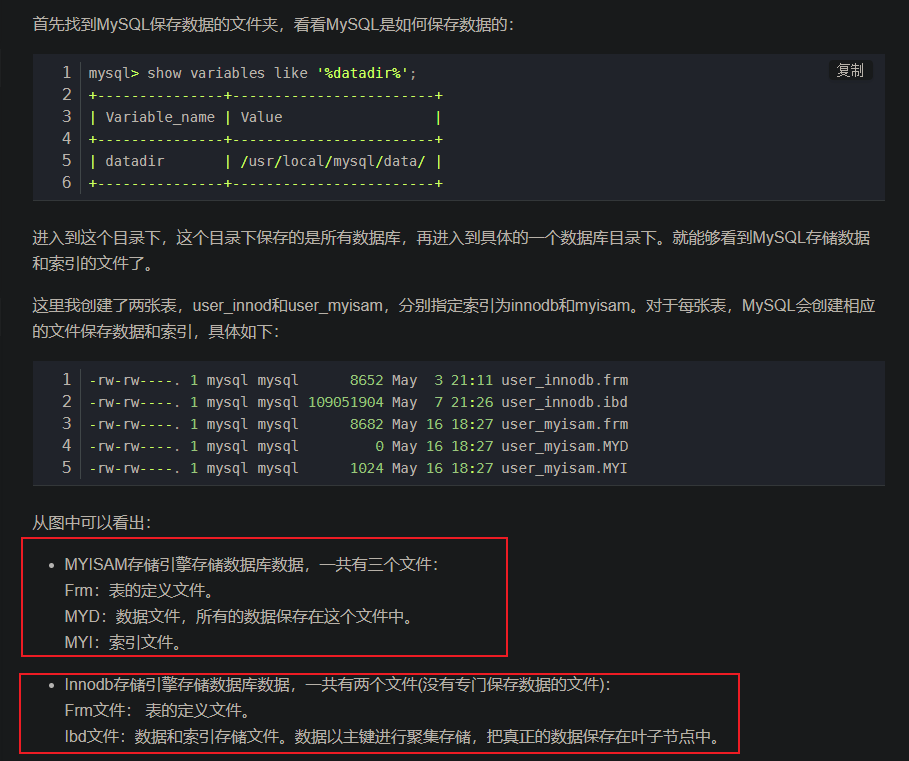 首先找到MySQL保存数据的文件夹，看看MySQL是如何保存数据的：
复制
1 mysql> show variables like '%datadir%';
2 +---------------+------------------------+
3 | Variable_name | Value                  |
4 +---------------+------------------------+
5 | datadir       | /usr/local/mysql/data/ |
6 +---------------+------------------------+
进入到这个目录下，这个目录下保存的是所有数据库，再进入到具体的一个数据库目录下。就能够看到MySQL存储数据
和索引的文件了。
这里我创建了两张表，user_innod和user_myisam，分别指定索引为innodb和myisam。对于每张表，MySQL会创建相应
的文件保存数据和索引，具体如下：
1 -rw-rw----. 1 mysql mysql      8652 May  3 21:11 user_innodb.frm
2 -rw-rw----. 1 mysql mysql 109051904 May  7 21:26 user_innodb.ibd
3 -rw-rw----. 1 mysql mysql      8682 May 16 18:27 user_myisam.frm
4 -rw-rw----. 1 mysql mysql         0 May 16 18:27 user_myisam.MYD
5 -rw-rw----. 1 mysql mysql      1024 May 16 18:27 user_myisam.MYI
从图中可以看出：
• MYISAM存储引擎存储数据库数据，一共有三个文件：
Frm：表的定义文件。
MYD：数据文件，所有的数据保存在这个文件中。
MYI：索引文件。
• Innodb存储引擎存储数据库数据，一共有两个文件(没有专门保存数据的文件)：
Frm文件： 表的定义文件。
Ibd文件：数据和索引存储文件。数据以主键进行聚集存储，把真正的数据保存在叶子节点中。